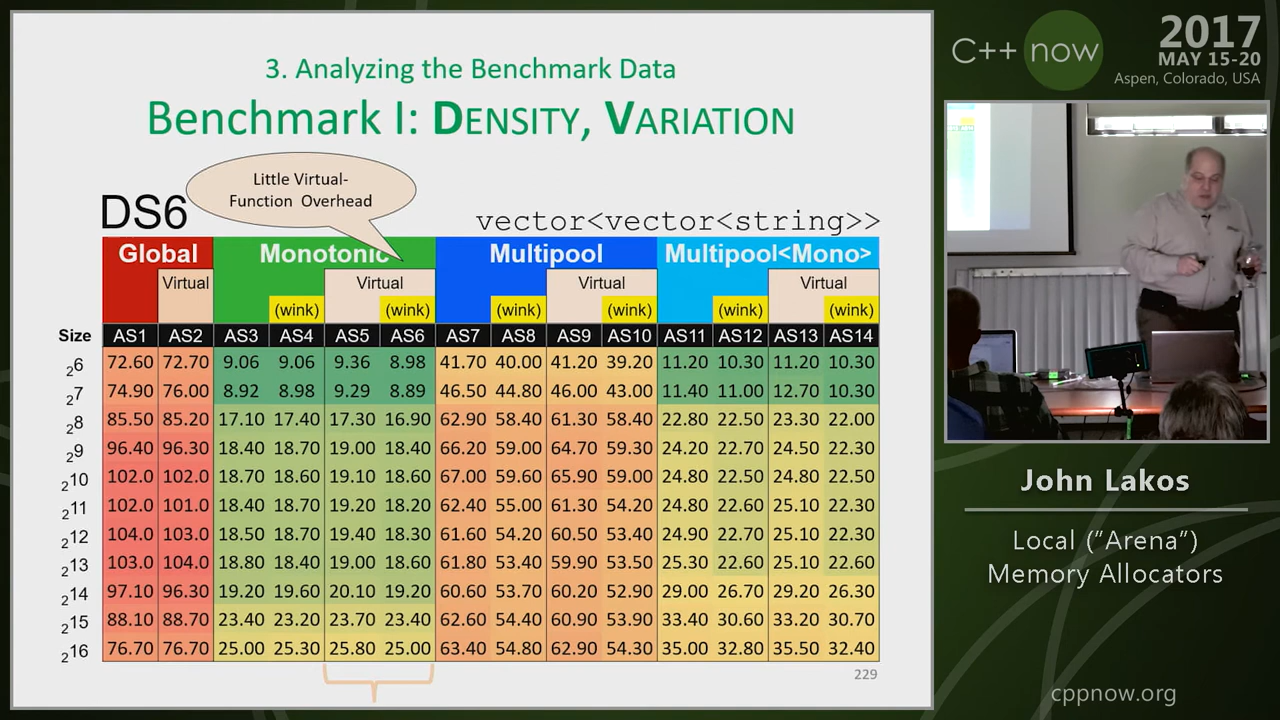 3. Analyzing the Benchmark Data
Benchmark I: DENSITY, VARIATION
Little Virtual-
Function Overhead
DS6
vector<vector<string>>
Global Monotonic Multipool Multipool<Mono>
Virtual Virtual Virtual Virtual
(wink) (wink) (wink) (wink) (wink) (wink)
Size AS1 AS2 AS3 AS4 AS5 AS6 AS7 AS8 AS9 AS10 AS11 AS12 AS13 AS14
26 72.60 72.70 9.06 9.06 9.36 8.98 41.70 40.00 41.20 39.20 11.20 10.30 11.20 10.30
27 74.90 76.00 8.92 8.98 9.29 8.89 46.50 44.80 46.00 43.00 11.40 11.00 12.70 10.30
28 85.50 85.20 17.10 17.40 17.30 16.90 62.90 58.40 61.30 58.40 22.80 22.50 23.30 22.00
29 96.40 96.30 18.40 18.70 19.00 18.40 66.20 59.00 64.70 59.30 24.20 22.70 24.50 22.30
210 102.0 102.0 18.70 18.60 19.10 18.60 67.00 59.60 65.90 59.00 24.80 22.50 24.80 22.50
211 102.0 101.0 18.40 18.70 19.20 18.20 62.40 55.00 61.30 54.20 24.80 22.60 25.10 22.30
212 104.0 103.0 18.50 18.70 19.40 18.30 61.60 54.20 60.50 53.40 24.90 22.70 25.10 22.30
213 103.0 104.0 18.80 18.40 19.00 18.60 61.80 53.40 59.90 53.50 25.30 22.60 25.10 22.60
214 97.10 96.30 19.20 19.60 20.10 19.20 60.60 53.70 60.20 52.90 29.00 26.70 29.20 26.30
215 88.10 88.70 23.40 23.20 23.70 23.40 62.60 54.40 60.90 53.90 33.40 30.60 33.20 30.70
216 76.70 76.70 25.00 25.30 25.80 25.00 63.40 54.80 62.90 54.30 35.00 32.80 35.50 32.40
229
C++ now
2017
MAY 15-20
Aspen, Colorado, USA
John Lakos
Local ("Arena")
Memory Allocators
cppnow.org